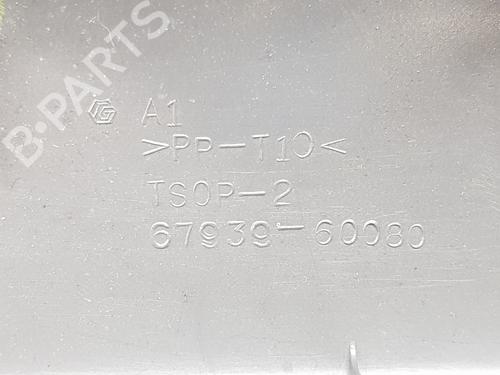 B-PARTS
A1
>PP-T10<
TSOP-2
67939-60080